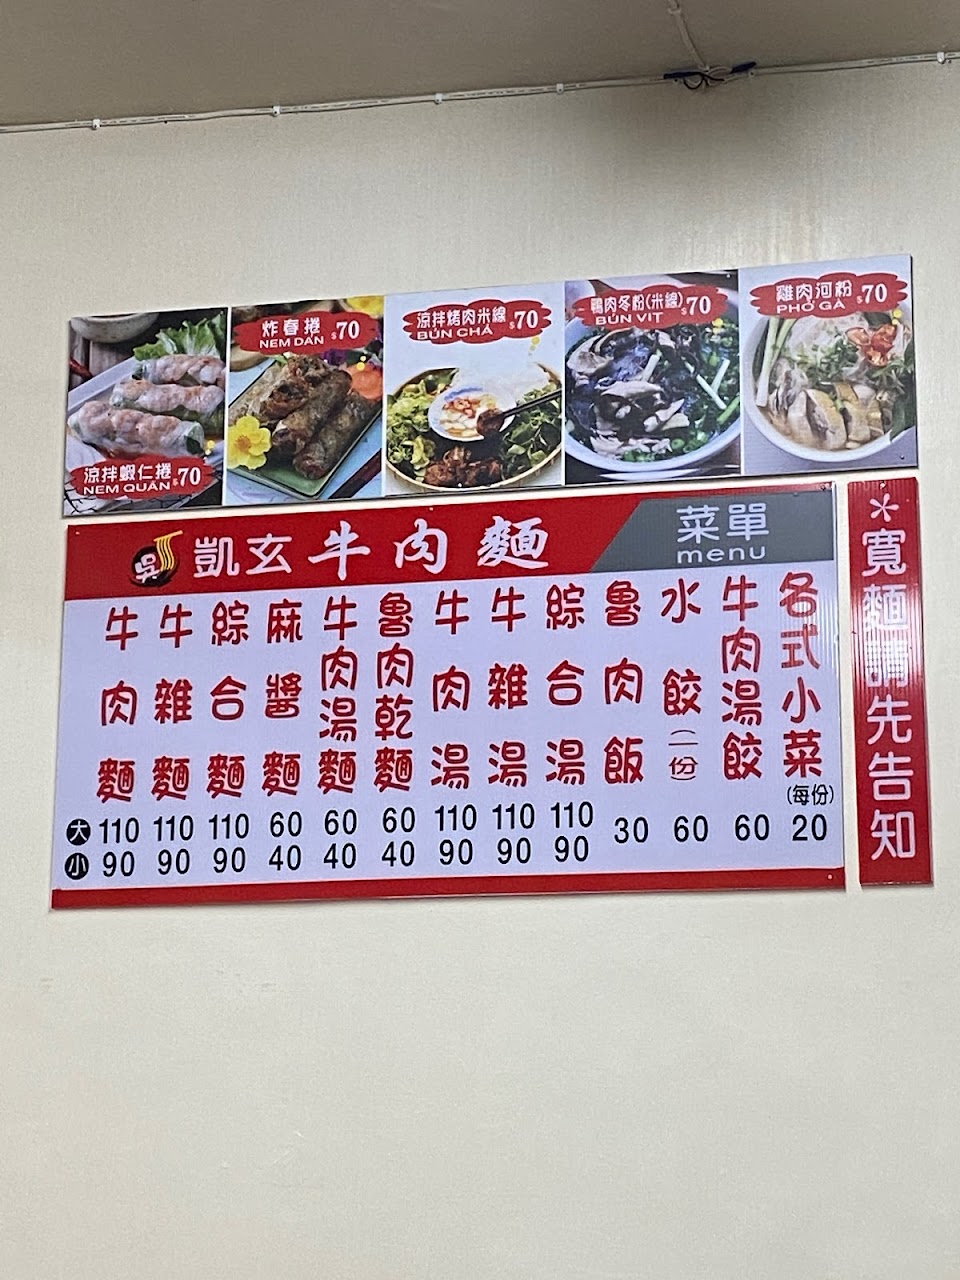 涼拌蝦仁捲 $70
NEM QUẤN
炸春捲 $70
NEM DÁN
涼拌烤肉米線 $70
BÚN CHẢ
鴨肉冬粉(米線) $70
BÚN VỊT
雞肉河粉 $70
PHỞ GÀ
吳
凱玄牛肉麵
菜單
menu
牛肉麵 大110 小90
牛雜麵 110 90
綜合麵 110 90
麻醬麵 60 40
牛肉湯麵 60 40
魯肉乾麵 60 40
牛肉湯 110 90
牛雜湯 110 90
綜合湯 110 90
魯肉飯 30
水餃(一份) 60
牛肉湯餃 60
各式小菜(每份) 20
*寬麵請先告知